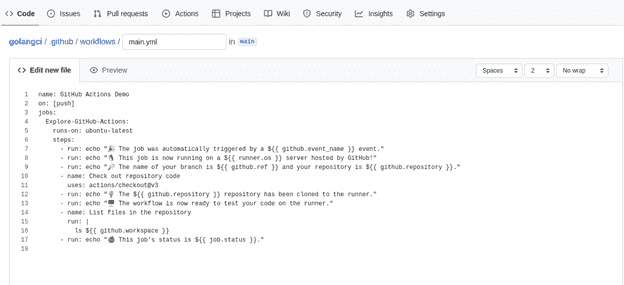 Code Issues Pull requests Actions Projects Wiki Security Insights Settings
golangci / .github / workflows / main.yml in main
Edit new file Preview Spaces 2 No wrap
1 name: GitHub Actions Demo
2 on: [push]
3 jobs:
4 Explore-GitHub-Actions:
5 runs-on: ubuntu-latest
6 steps:
7 - run: echo "🎉 The job was automatically triggered by a ${{ github.event_name }} event."
8 - run: echo "🐧 This job is now running on a ${{ runner.os }} server hosted by GitHub!"
9 - run: echo "🔎 The name of your branch is ${{ github.ref }} and your repository is ${{ github.repository }}."
10 - name: Check out repository code
11 uses: actions/checkout@v3
12 - run: echo "💡 The ${{ github.repository }} repository has been cloned to the runner."
13 - run: echo "🖥️ The workflow is now ready to test your code on the runner."
14 - name: List files in the repository
15 run: |
16 ls ${{ github.workspace }}
17 - run: echo "🍏 This job's status is ${{ job.status }}."
18